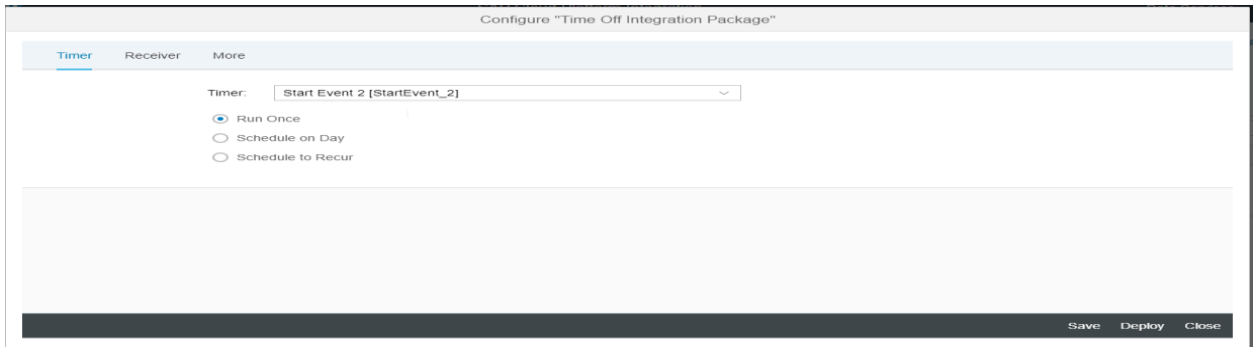 Configure "Time Off Integration Package"
Timer Receiver More
Timer: Start Event 2 [StartEvent_2]
Run Once
Schedule on Day
Schedule to Recur
Save Deploy Close